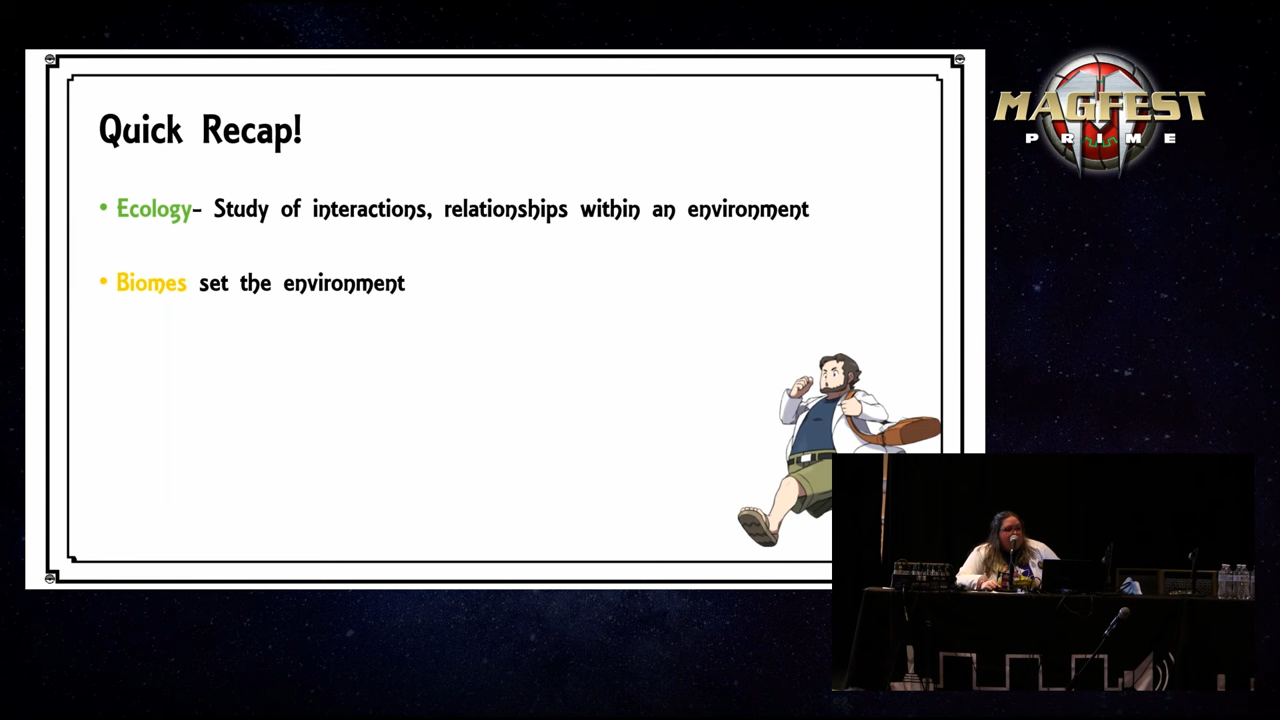 Quick Recap!
• Ecology- Study of interactions, relationships within an environment
• Biomes set the environment
MAGFEST
PRIME